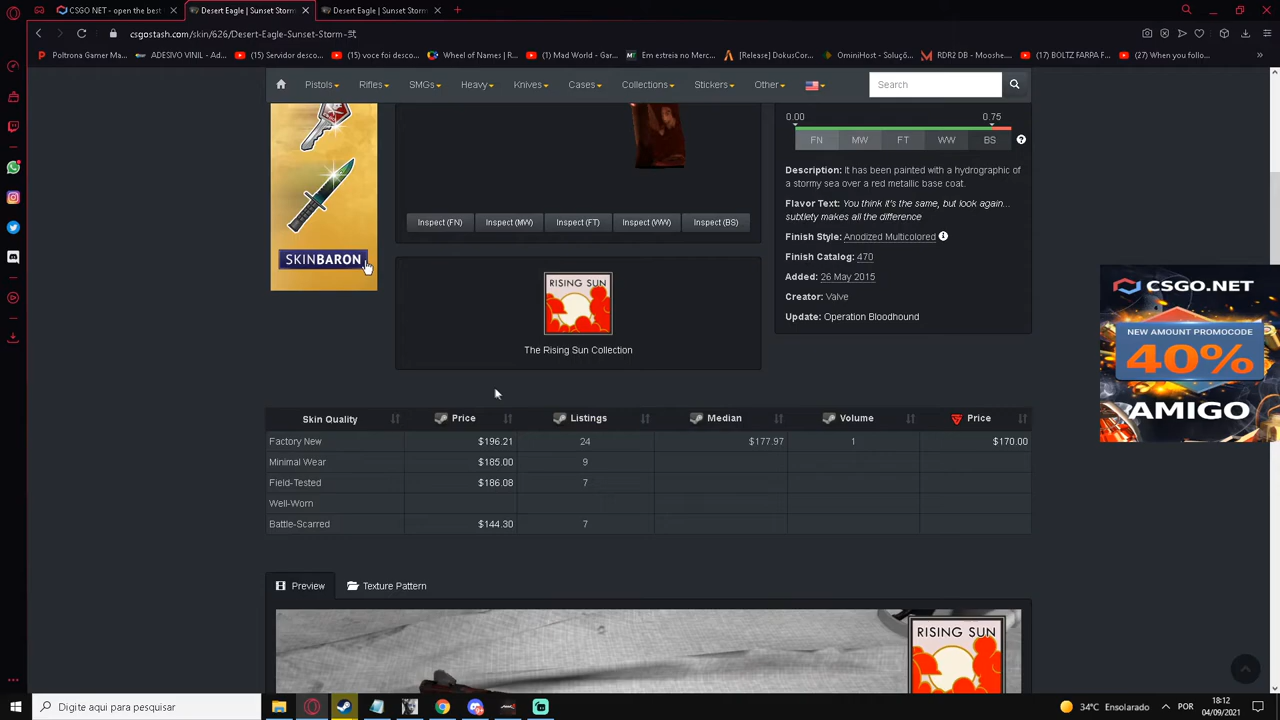 CSGO.NET - open the best
Desert Eagle | Sunset Storm
Desert Eagle | Sunset Storm
csgostash.com/skin/626/Desert-Eagle-Sunset-Storm-弐
Poltrona Gamer Ma...
ADESIVO VINIL - Ad...
(15) Servidor disco...
(15) voce foi desco...
Wheel of Names | R...
(1) Mad World - Gar...
Em estreia no Merc...
[Release] DokusCor...
OminiHost - Soluçõ...
RDR2 DB - Mooshe...
(17) BOLTZ FARPA F...
(27) When you follo...
Pistols
Rifles
SMGs
Heavy
Knives
Cases
Collections
Stickers
Other
Search
0.00 0.75
FN MW FT WW BS
Description: It has been painted with a hydrographic of
a stormy sea over a red metallic base coat.
Flavor Text: You think it's the same, but look again...
subtlety makes all the difference
Finish Style: Anodized Multicolored
Finish Catalog: 470
Added: 26 May 2015
Creator: Valve
Update: Operation Bloodhound
Inspect (FN) Inspect (MW) Inspect (FT) Inspect (WW) Inspect (BS)
SKINBARON
RISING SUN
The Rising Sun Collection
CSGO.NET
NEW AMOUNT PROMOCODE
40%
AMIGO
Skin Quality Price Listings Median Volume Price
Factory New $196.21 24 $177.97 1 $170.00
Minimal Wear $185.00 9
Field-Tested $186.08 7
Well-Worn
Battle-Scarred $144.30 7
Preview Texture Pattern
RISING SUN
Digite aqui para pesquisar
34°C Ensolarado
POR
18:12
04/09/2021